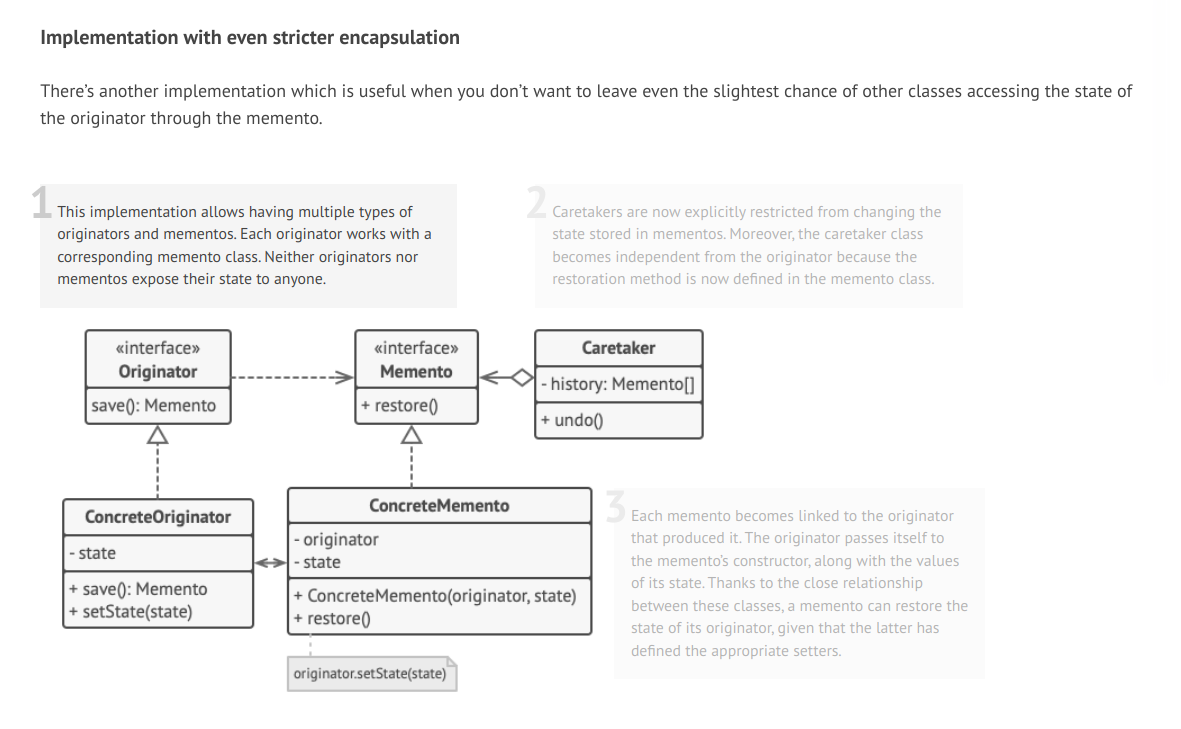 Implementation with even stricter encapsulation
There’s another implementation which is useful when you don’t want to leave even the slightest chance of other classes accessing the state of
the originator through the memento.
1
This implementation allows having multiple types of
originators and mementos. Each originator works with a
corresponding memento class. Neither originators nor
mementos expose their state to anyone.
2
Caretakers are now explicitly restricted from changing the
state stored in mementos. Moreover, the caretaker class
becomes independent from the originator because the
restoration method is now defined in the memento class.
«interface»
Originator
save(): Memento
«interface»
Memento
+ restore()
Caretaker
- history: Memento[]
+ undo()
ConcreteOriginator
- state
+ save(): Memento
+ setState(state)
ConcreteMemento
- originator
- state
+ ConcreteMemento(originator, state)
+ restore()
originator.setState(state)
3
Each memento becomes linked to the originator
that produced it. The originator passes itself to
the memento’s constructor, along with the values
of its state. Thanks to the close relationship
between these classes, a memento can restore the
state of its originator, given that the latter has
defined the appropriate setters.